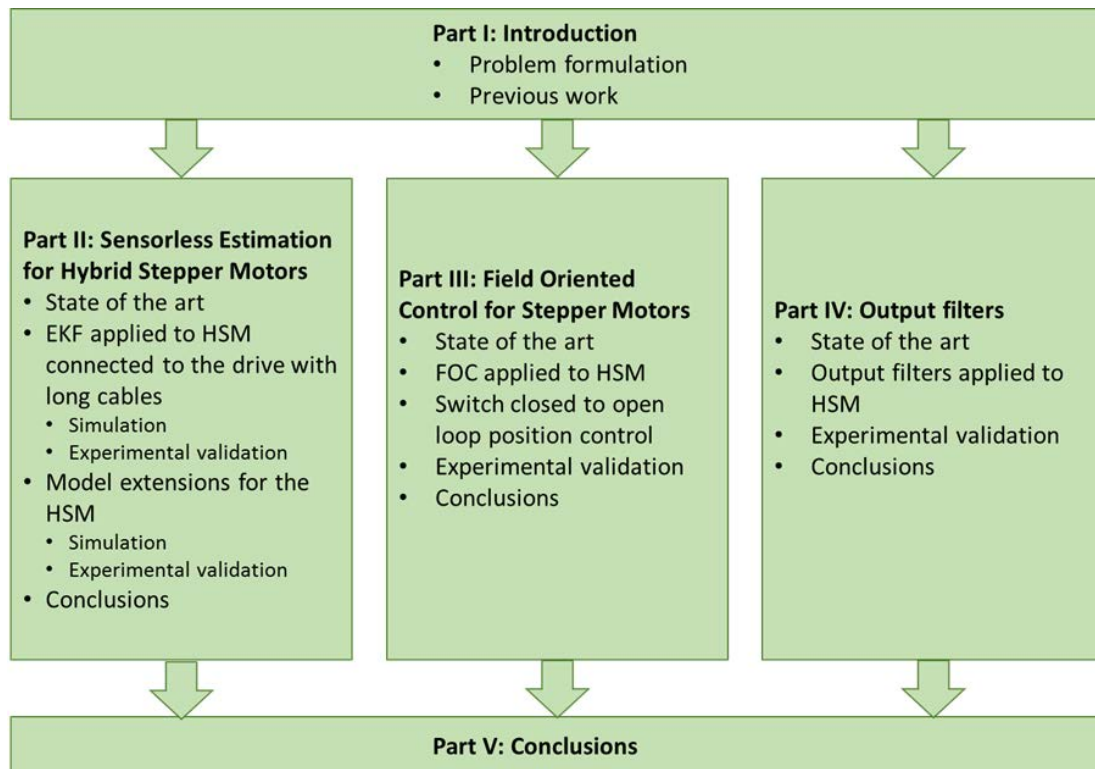 Part I: Introduction
• Problem formulation
• Previous work
Part II: Sensorless Estimation
for Hybrid Stepper Motors
• State of the art
• EKF applied to HSM
connected to the drive with
long cables
• Simulation
• Experimental validation
• Model extensions for the
HSM
• Simulation
• Experimental validation
• Conclusions
Part III: Field Oriented
Control for Stepper Motors
• State of the art
• FOC applied to HSM
• Switch closed to open
loop position control
• Experimental validation
• Conclusions
Part IV: Output filters
• State of the art
• Output filters applied to
HSM
• Experimental validation
• Conclusions
Part V: Conclusions